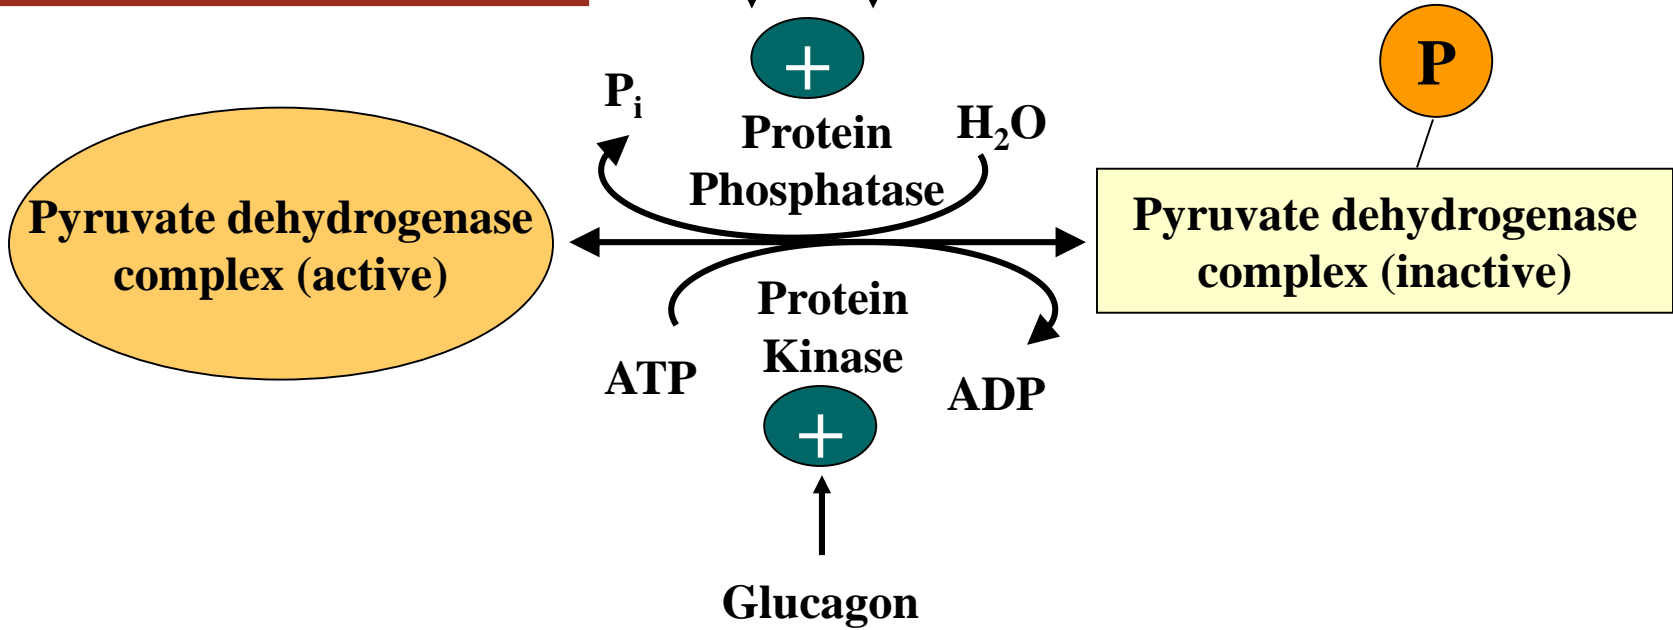 P
+
Pᵢ
H₂O
Protein
Phosphatase
Pyruvate dehydrogenase
complex (active)
Pyruvate dehydrogenase
complex (inactive)
Protein
Kinase
ATP
ADP
+
Glucagon